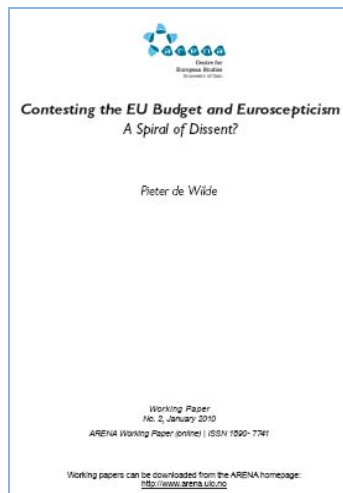 arena
Centre for
European Studies
University of Oslo
Contesting the EU Budget and Euroscepticism
A Spiral of Dissent?
Pieter de Wilde
Working Paper
No. 2, January 2010
ARENA Working Paper (online) | ISSN 1890-7741
Working papers can be downloaded from the ARENA homepage:
http://www.arena.uio.no